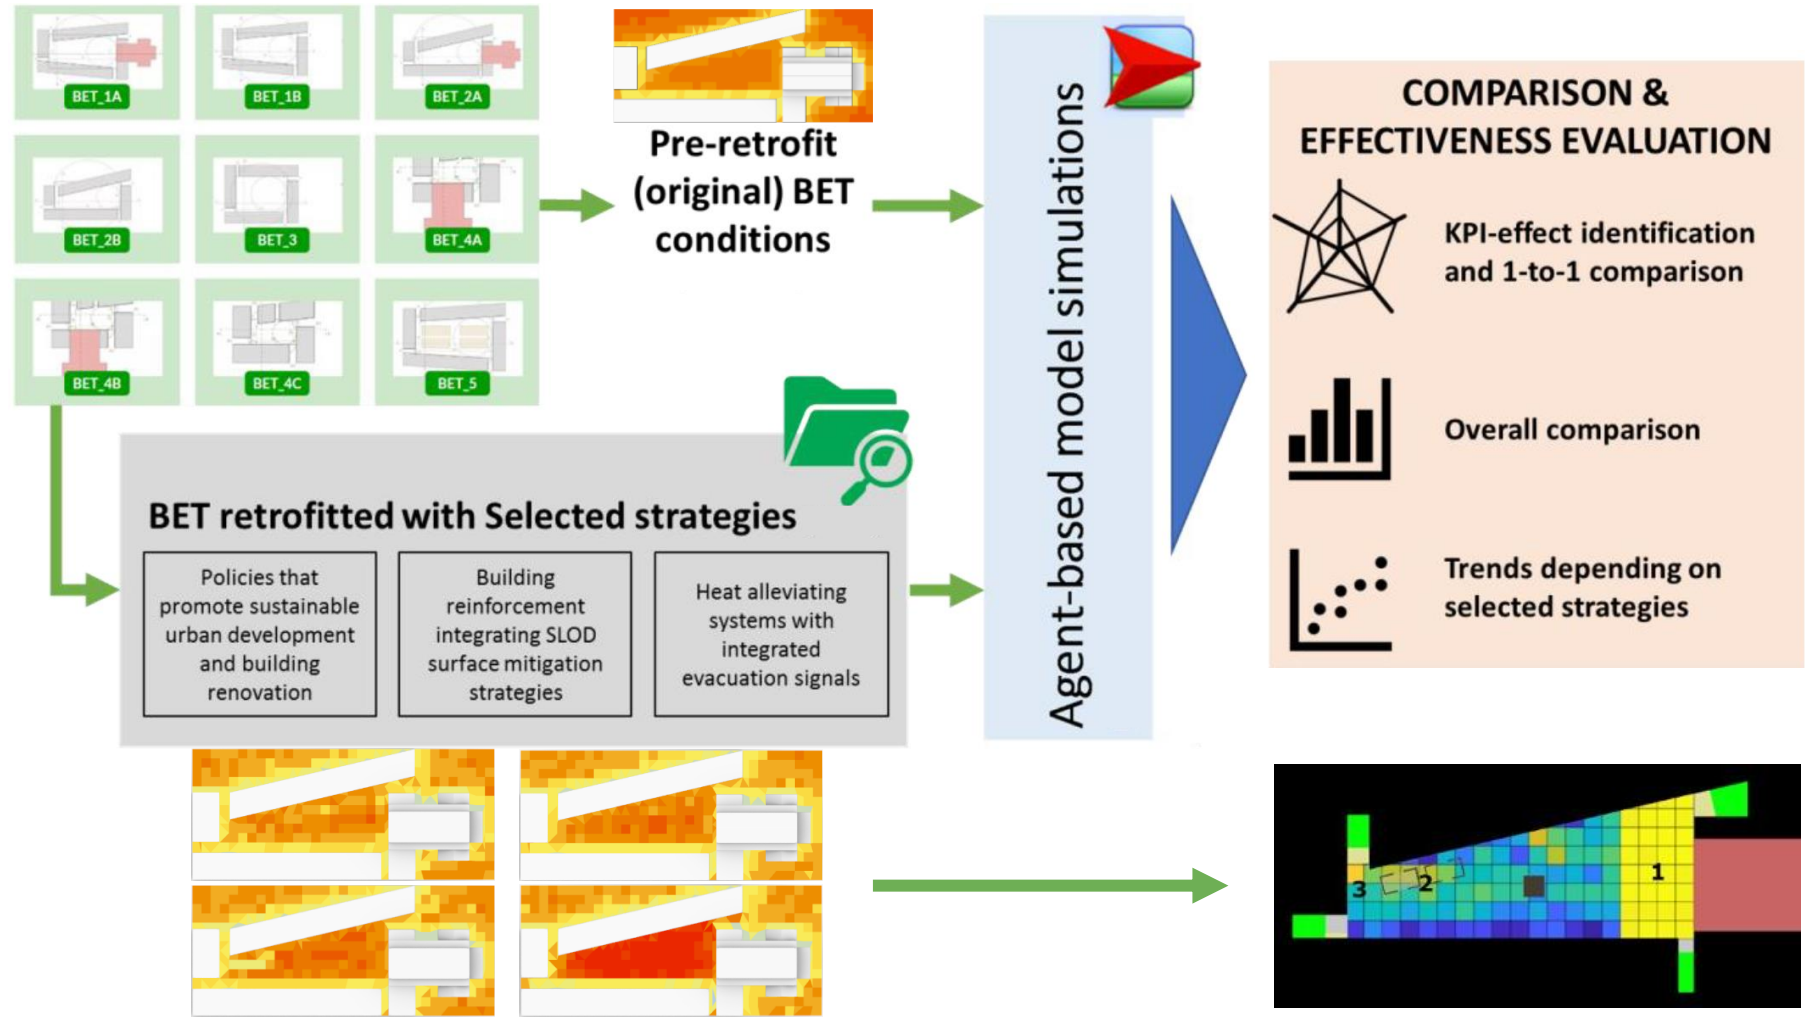 BET_1A
BET_1B
BET_2A
BET_2B
BET_3
BET_4A
BET_4B
BET_4C
BET_5
Pre-retrofit
(original) BET
conditions
BET retrofitted with Selected strategies
Policies that
promote sustainable
urban development
and building
renovation
Building
reinforcement
integrating SLOD
surface mitigation
strategies
Heat alleviating
systems with
integrated
evacuation signals
Agent-based model simulations
COMPARISON &
EFFECTIVENESS EVALUATION
KPI-effect identification
and 1-to-1 comparison
Overall comparison
Trends depending on
selected strategies
1
2
3